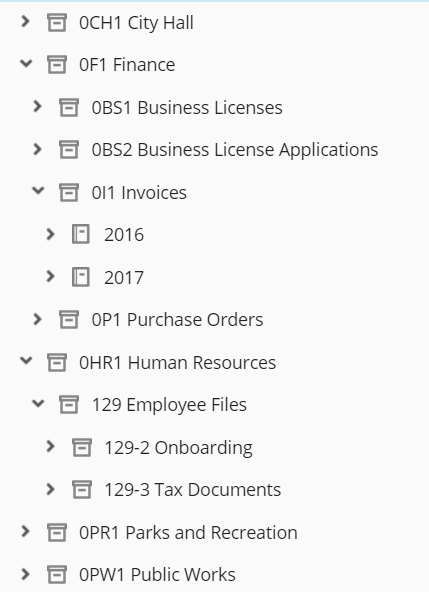 0CH1 City Hall
0F1 Finance
0BS1 Business Licenses
0BS2 Business License Applications
0I1 Invoices
2016
2017
0P1 Purchase Orders
0HR1 Human Resources
129 Employee Files
129-2 Onboarding
129-3 Tax Documents
0PR1 Parks and Recreation
0PW1 Public Works